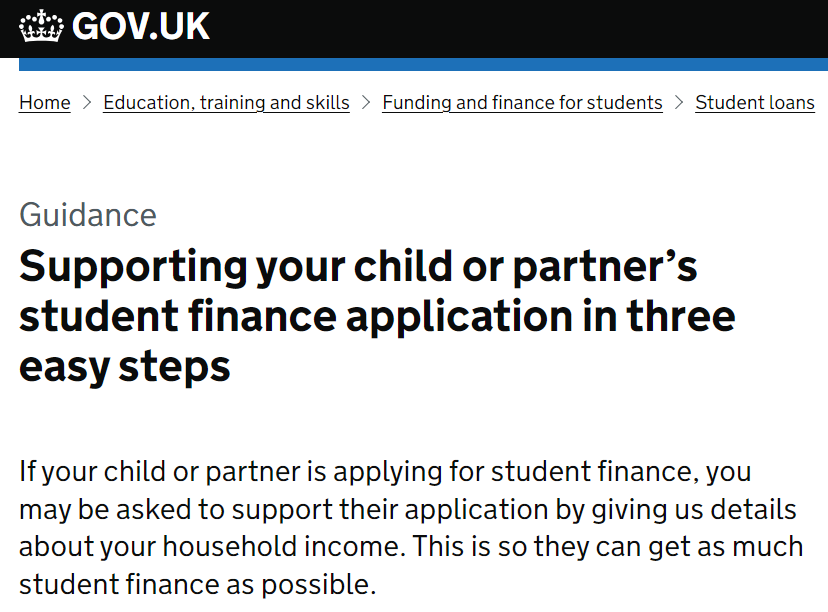 GOV.UK
Home > Education, training and skills > Funding and finance for students > Student loans
Guidance
Supporting your child or partner’s
student finance application in three
easy steps
If your child or partner is applying for student finance, you
may be asked to support their application by giving us details
about your household income. This is so they can get as much
student finance as possible.